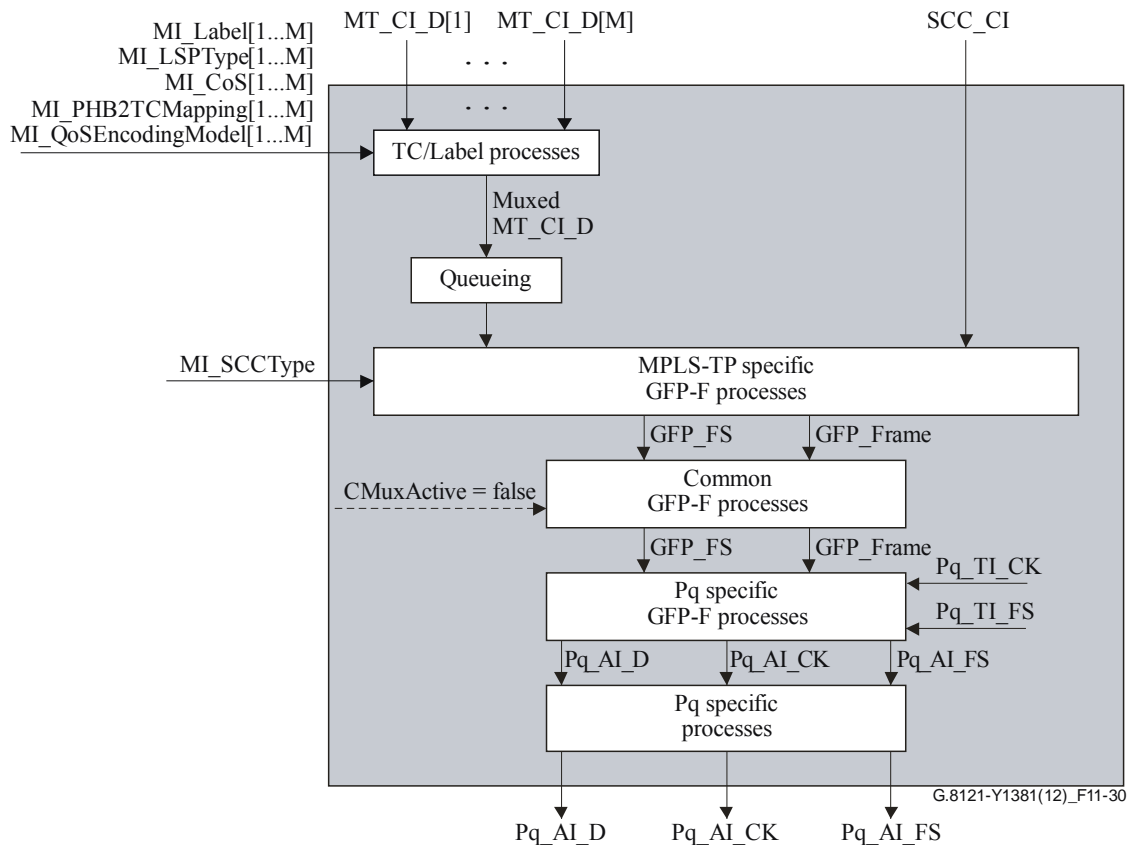 MI_Label[1...M]
MI_LSPType[1...M]
MI_CoS[1...M]
MI_PHB2TCMapping[1...M]
MI_QoSEncodingModel[1...M]
MT_CI_D[1]
MT_CI_D[M]
SCC_CI
. . .
. . .
TC/Label processes
Muxed
MT_CI_D
Queueing
MI_SCCType
MPLS-TP specific
GFP-F processes
GFP_FS
GFP_Frame
CMuxActive = false
Common
GFP-F processes
GFP_FS
GFP_Frame
Pq_TI_CK
Pq specific
GFP-F processes
Pq_TI_FS
Pq_AI_D
Pq_AI_CK
Pq_AI_FS
Pq specific
processes
G.8121-Y1381(12)_F11-30
Pq_AI_D
Pq_AI_CK
Pq_AI_FS